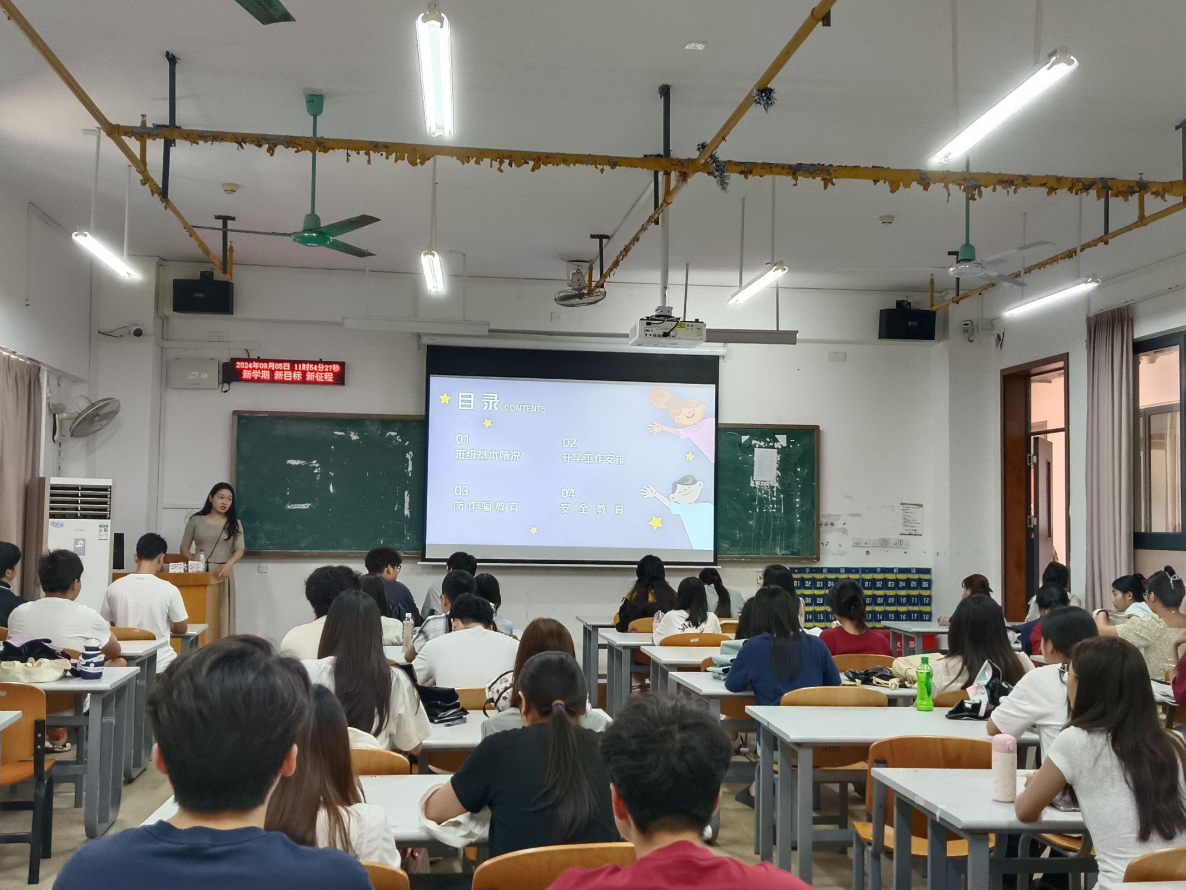 2024年09月05日 11时54分27秒
新学期 新目标 新征程
目录 CONTENTS
01
班级基本情况
02
开学工作安排
03
防诈骗教育
04
安全教育